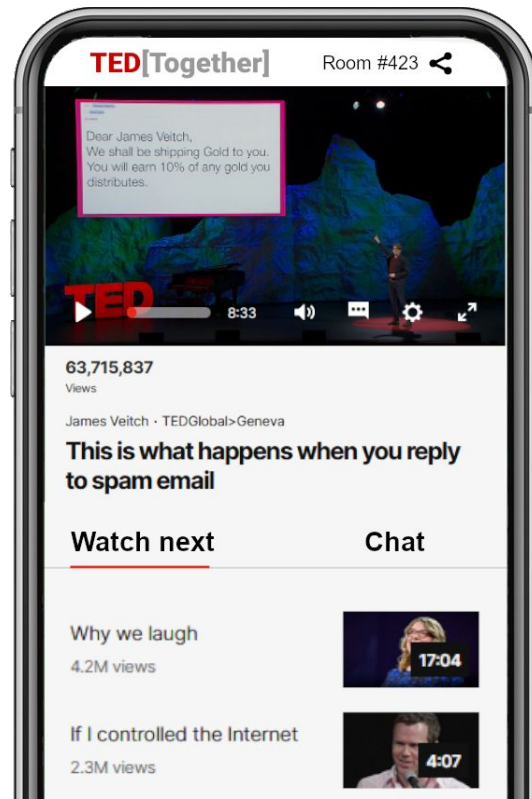 TED[Together]
Room #423
Dear James Veitch,
We shall be shipping Gold to you.
You will earn 10% of any gold you
distributes.
TED
8:33
63,715,837
Views
James Veitch · TEDGlobal>Geneva
This is what happens when you reply
to spam email
Watch next
Chat
Why we laugh
4.2M views
17:04
If I controlled the Internet
2.3M views
4:07